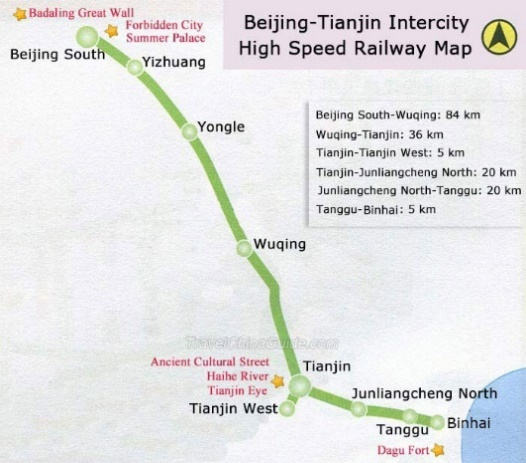 Badaling Great Wall
Forbidden City
Summer Palace
Beijing-Tianjin Intercity
High Speed Railway Map
Beijing South
Yizhuang
Beijing South-Wuqing: 84 km
Wuqing-Tianjin: 36 km
Tianjin-Tianjin West: 5 km
Tianjin-Junliangcheng North: 20 km
Junliangcheng North-Tanggu: 20 km
Tanggu-Binhai: 5 km
Yongle
Wuqing
TravelChinaGuide.com
Ancient Cultural Street
Haihe River
Tianjin Eye
Tianjin
Tianjin West
Junliangcheng North
Tanggu
Binhai
Dagu Fort